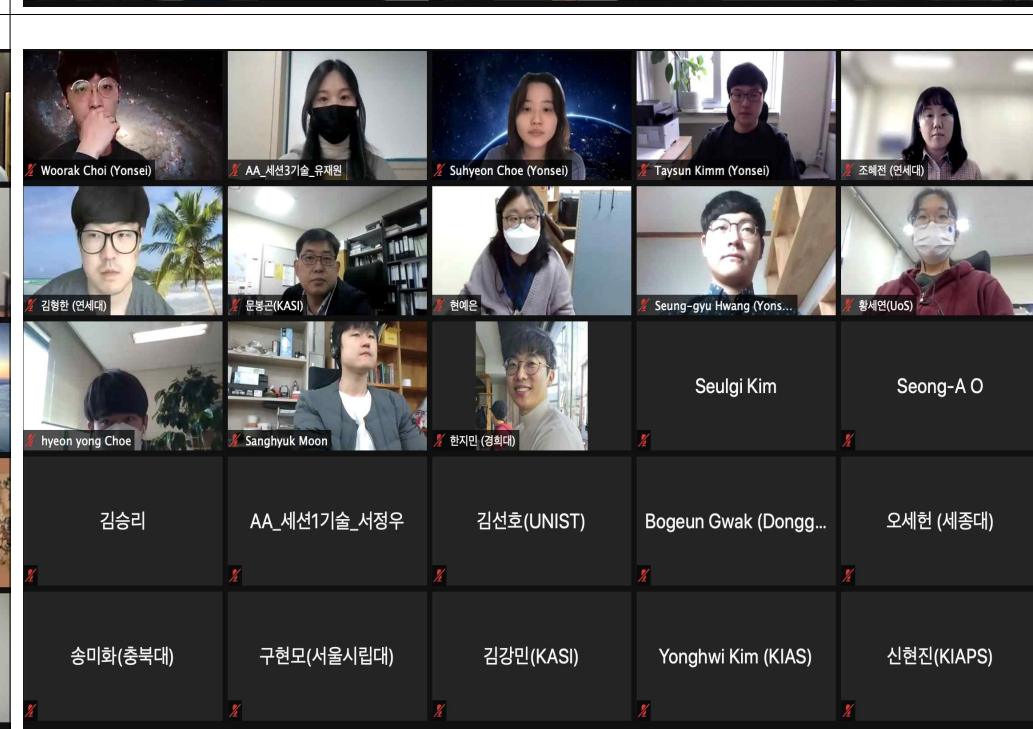 Woorak Choi (Yonsei)
AA_세션3기술_유재원
Suhyeon Choe (Yonsei)
Taysun Kimm (Yonsei)
조혜전 (연세대)
김형한 (연세대)
문봉곤(KASI)
현예은
Seung-gyu Hwang (Yons...
황세연(UoS)
hyeon yong Choe
Sanghyuk Moon
한지민 (경희대)
Seulgi Kim
Seong-A O
김승리
AA_세션1기술_서정우
김선호(UNIST)
Bogeun Gwak (Dongg...
오세헌 (세종대)
송미화(충북대)
구현모(서울시립대)
김강민(KASI)
Yonghwi Kim (KIAS)
신현진(KIAPS)